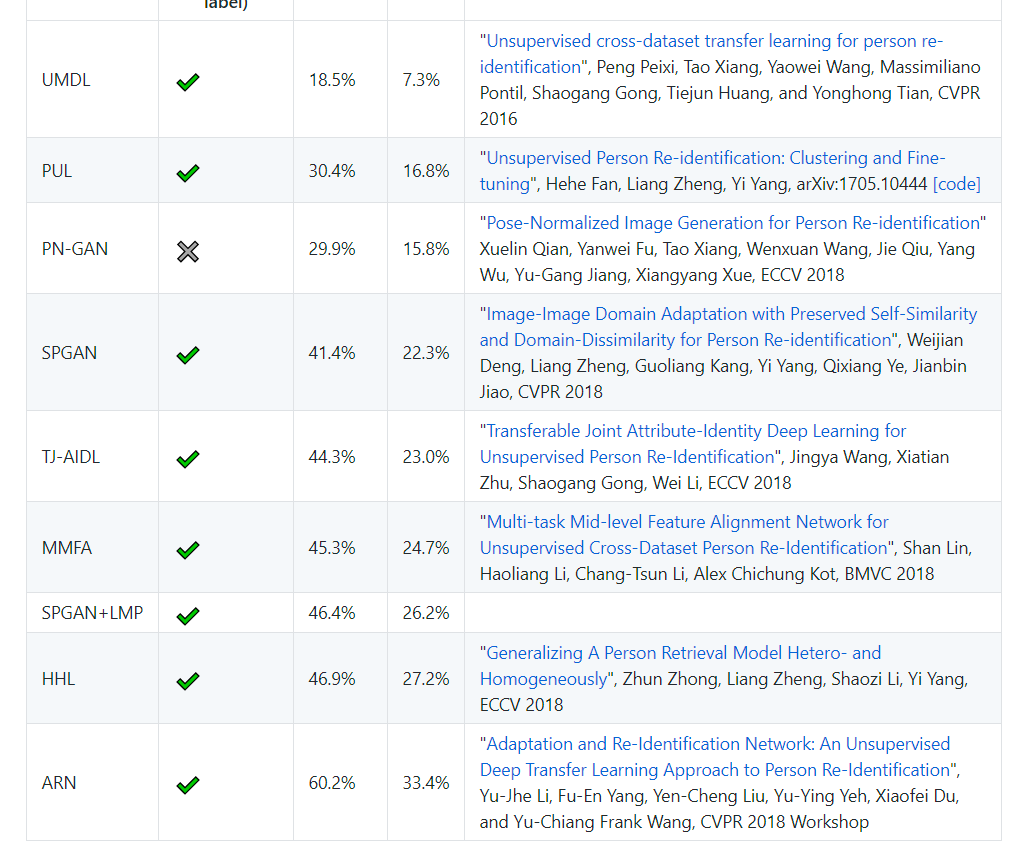 label)
UMDL 18.5% 7.3% "Unsupervised cross-dataset transfer learning for person re-
identification", Peng Peixi, Tao Xiang, Yaowei Wang, Massimiliano
Pontil, Shaogang Gong, Tiejun Huang, and Yonghong Tian, CVPR
2016
PUL 30.4% 16.8% "Unsupervised Person Re-identification: Clustering and Fine-
tuning", Hehe Fan, Liang Zheng, Yi Yang, arXiv:1705.10444 [code]
PN-GAN 29.9% 15.8% "Pose-Normalized Image Generation for Person Re-identification"
Xuelin Qian, Yanwei Fu, Tao Xiang, Wenxuan Wang, Jie Qiu, Yang
Wu, Yu-Gang Jiang, Xiangyang Xue, ECCV 2018
SPGAN 41.4% 22.3% "Image-Image Domain Adaptation with Preserved Self-Similarity
and Domain-Dissimilarity for Person Re-identification", Weijian
Deng, Liang Zheng, Guoliang Kang, Yi Yang, Qixiang Ye, Jianbin
Jiao, CVPR 2018
TJ-AIDL 44.3% 23.0% "Transferable Joint Attribute-Identity Deep Learning for
Unsupervised Person Re-Identification", Jingya Wang, Xiatian
Zhu, Shaogang Gong, Wei Li, ECCV 2018
MMFA 45.3% 24.7% "Multi-task Mid-level Feature Alignment Network for
Unsupervised Cross-Dataset Person Re-Identification", Shan Lin,
Haoliang Li, Chang-Tsun Li, Alex Chichung Kot, BMVC 2018
SPGAN+LMP 46.4% 26.2%
HHL 46.9% 27.2% "Generalizing A Person Retrieval Model Hetero- and
Homogeneously", Zhun Zhong, Liang Zheng, Shaozi Li, Yi Yang,
ECCV 2018
ARN 60.2% 33.4% "Adaptation and Re-Identification Network: An Unsupervised
Deep Transfer Learning Approach to Person Re-Identification",
Yu-Jhe Li, Fu-En Yang, Yen-Cheng Liu, Yu-Ying Yeh, Xiaofei Du,
and Yu-Chiang Frank Wang, CVPR 2018 Workshop